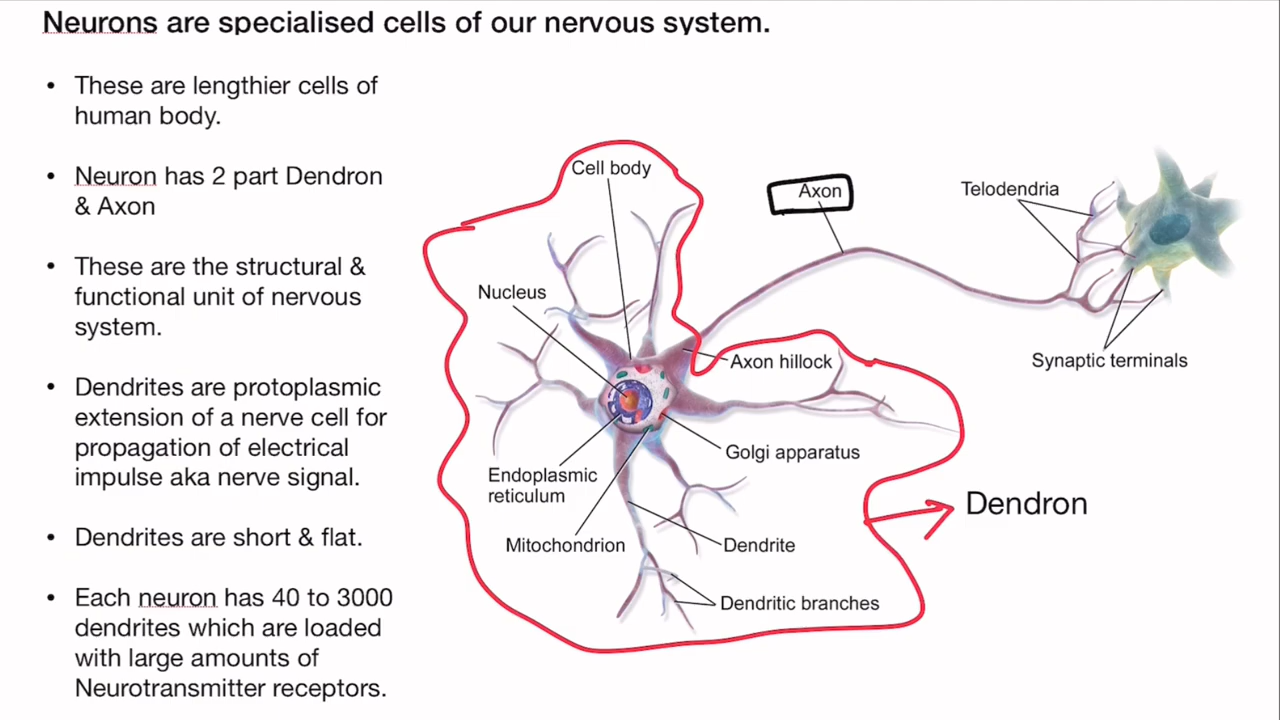 Neurons are specialised cells of our nervous system.
• These are lengthier cells of
human body.
• Neuron has 2 part Dendron
& Axon
• These are the structural &
functional unit of nervous
system.
• Dendrites are protoplasmic
extension of a nerve cell for
propagation of electrical
impulse aka nerve signal.
• Dendrites are short & flat.
• Each neuron has 40 to 3000
dendrites which are loaded
with large amounts of
Neurotransmitter receptors.
Cell body
Axon
Telodendria
Nucleus
Axon hillock
Synaptic terminals
Golgi apparatus
Endoplasmic
reticulum
Dendron
Mitochondrion
Dendrite
Dendritic branches